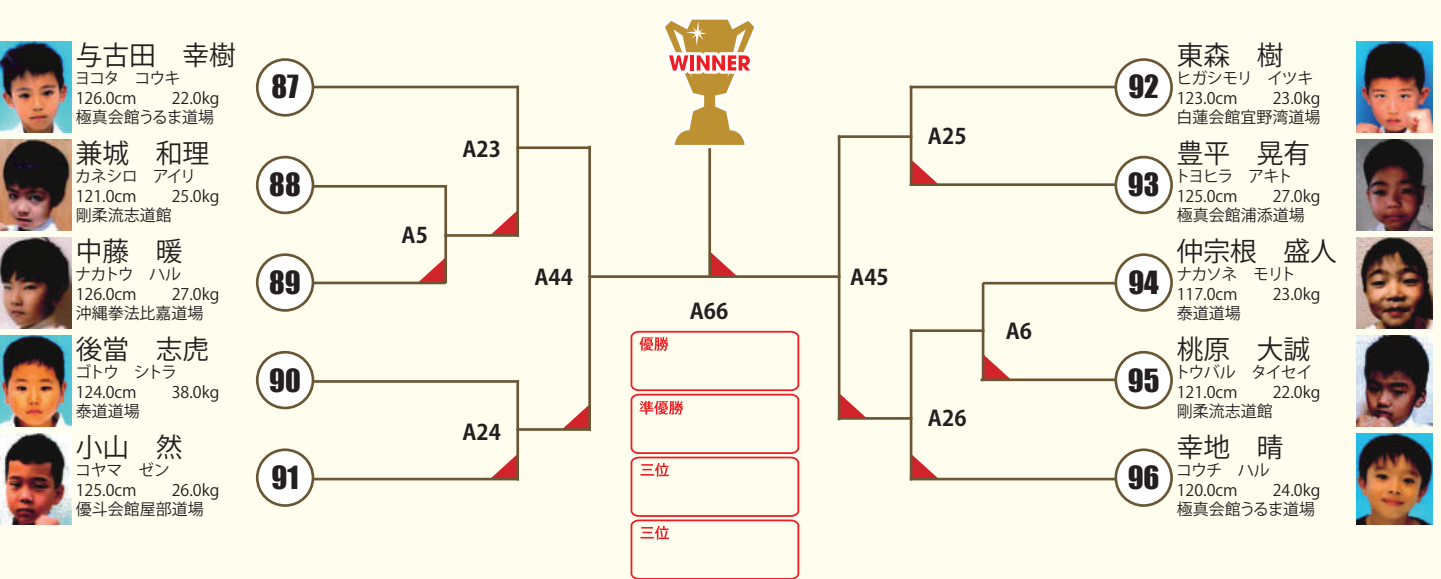 与古田　幸樹
ヨコタ　コウキ
126.0cm 22.0kg
極真会館うるま道場
87
兼城　和理
カネシロ　アイリ
121.0cm 25.0kg
剛柔流志道館
88
中藤　暖
ナカトウ　ハル
126.0cm 27.0kg
沖縄拳法比嘉道場
89
後當　志虎
ゴトウ　シトラ
124.0cm 38.0kg
泰道道場
90
小山　然
コヤマ　ゼン
125.0cm 26.0kg
優斗会館屋部道場
91
A23
A5
A44
A24
WINNER
A66
優勝
準優勝
三位
三位
A25
A45
A6
A26
92
東森　樹
ヒガシモリ　イツキ
123.0cm 23.0kg
白蓮会館宜野湾道場
93
豊平　晃有
トヨヒラ　アキト
125.0cm 27.0kg
極真会館浦添道場
94
仲宗根　盛人
ナカソネ　モリト
117.0cm 23.0kg
泰道道場
95
桃原　大誠
トウバル　タイセイ
121.0cm 22.0kg
剛柔流志道館
96
幸地　晴
コウチ　ハル
120.0cm 24.0kg
極真会館うるま道場